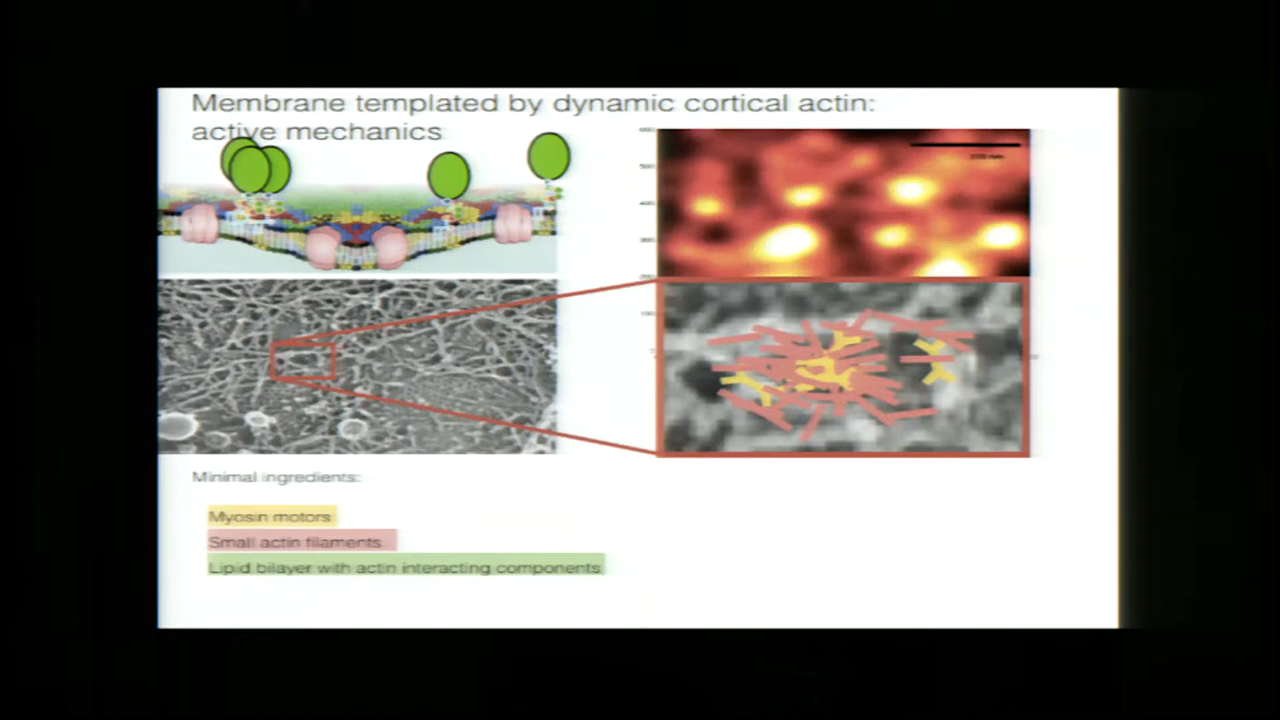 Membrane templated by dynamic cortical actin:
active mechanics
Minimal ingredients:
Myosin motors
Small actin filaments
Lipid bilayer with actin interacting components